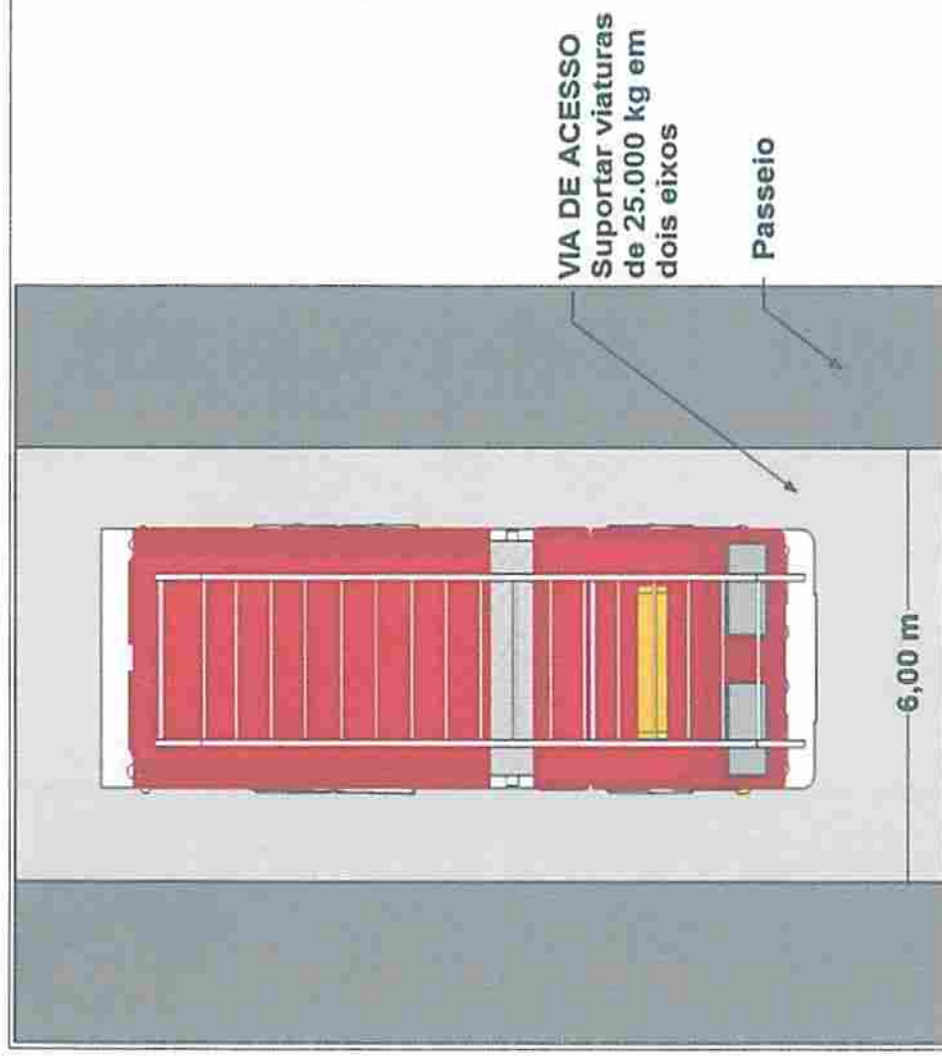 VIA DE ACESSO
Suportar viaturas
de 25.000 kg em
dois eixos
Passeio
6,00 m